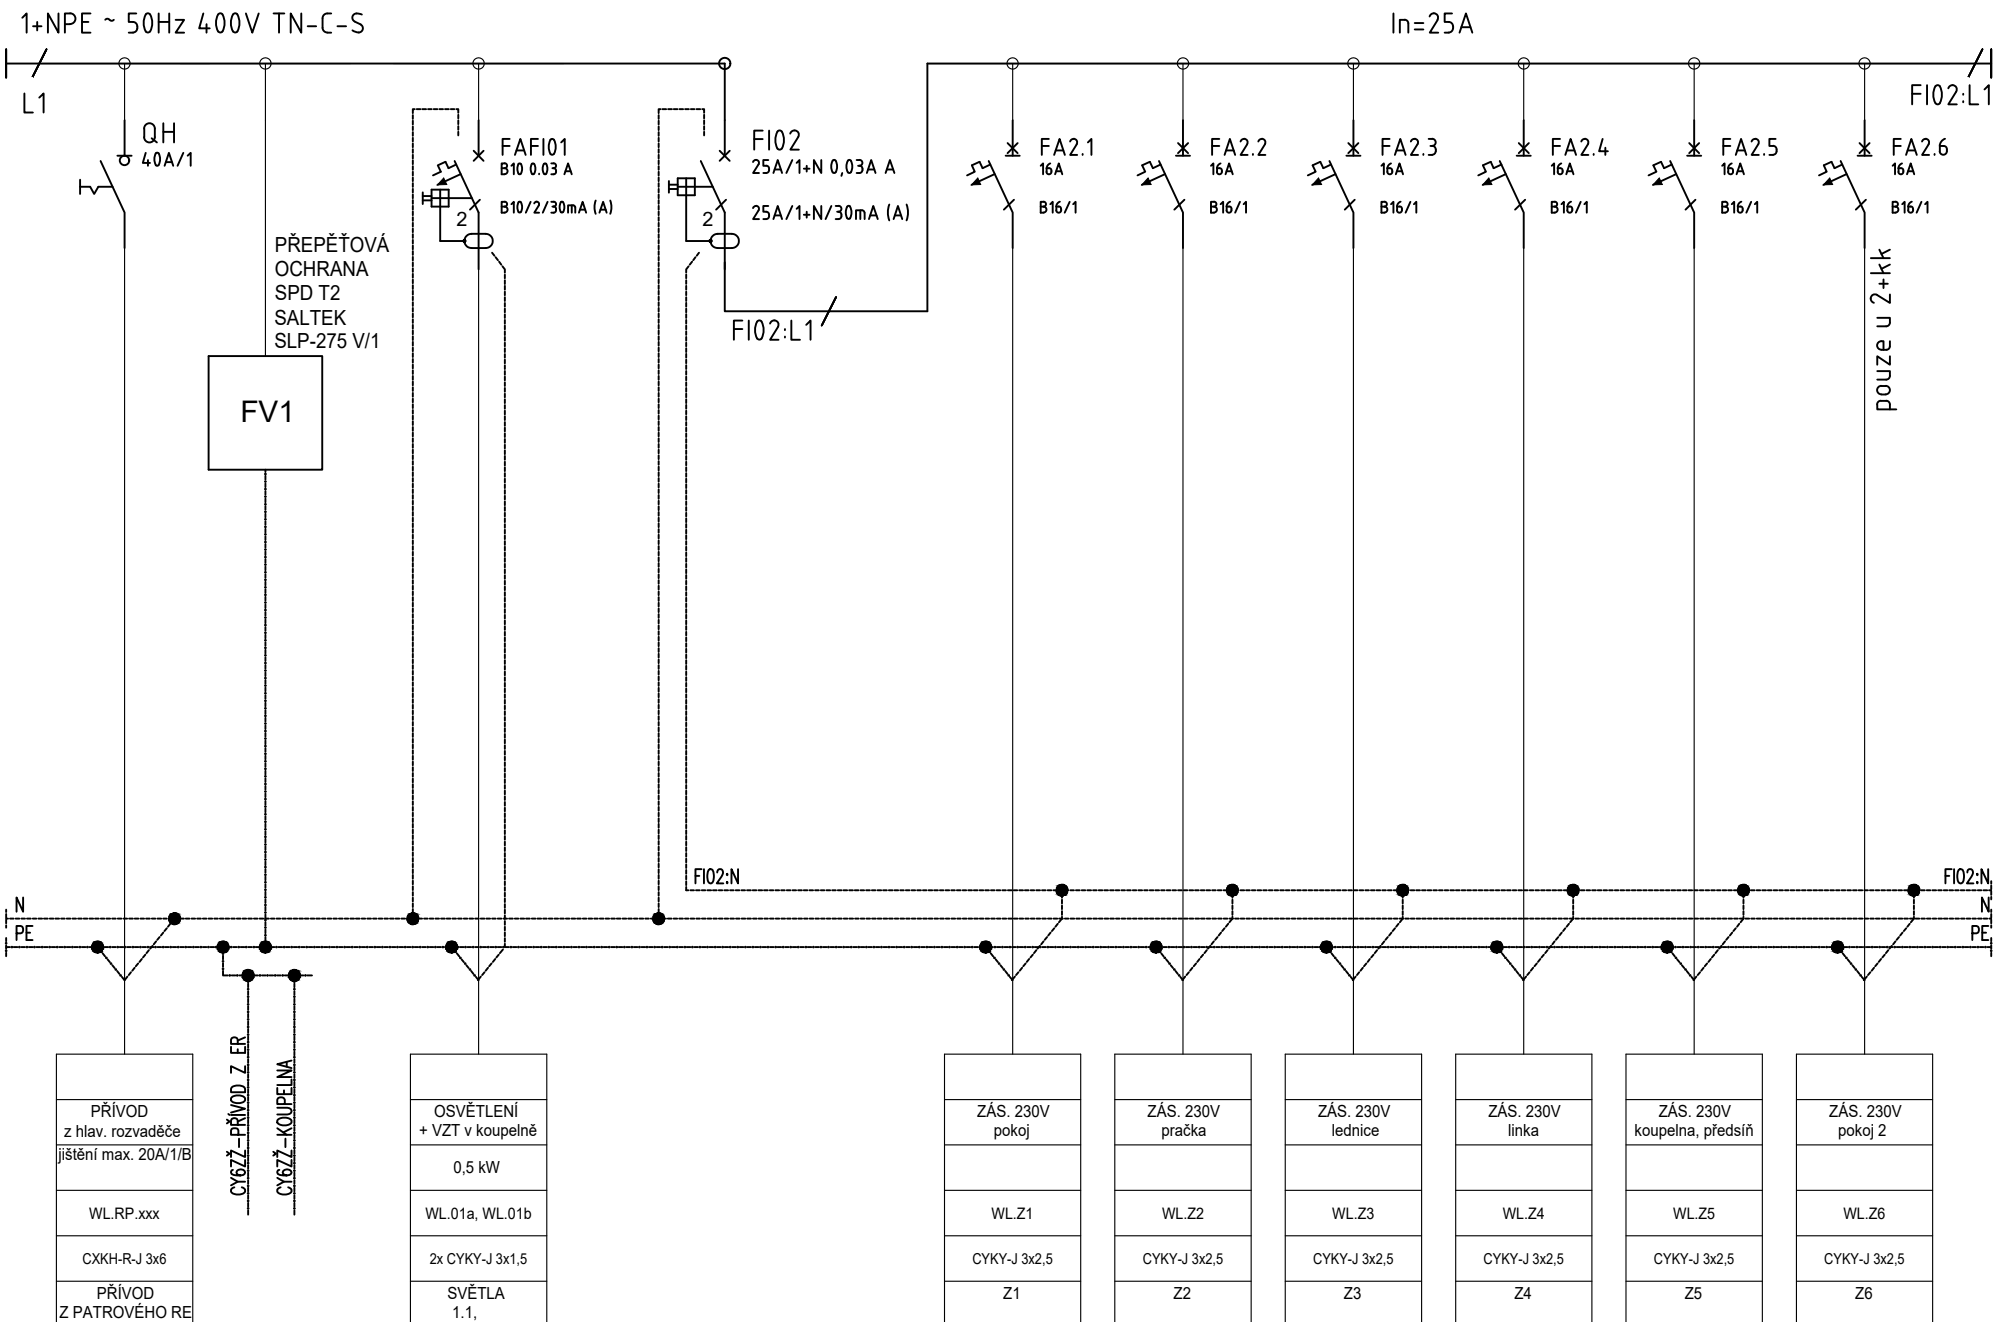 1+NPE ~ 50Hz 400V TN-C-S
In=25A
L1
FI02:L1
QH
40A/1
PŘEPĚŤOVÁ
OCHRANA
SPD T2
SALTEK
SLP-275 V/1
FV1
FAFI01
B10 0.03 A
B10/2/30mA (A)
2
FI02
25A/1+N 0,03A A
25A/1+N/30mA (A)
2
FI02:L1
FA2.1
16A
B16/1
FA2.2
16A
B16/1
FA2.3
16A
B16/1
FA2.4
16A
B16/1
FA2.5
16A
B16/1
FA2.6
16A
B16/1
pouze u 2+kk
FI02:N
FI02:N
N
N
PE
PE
CY6ZŽ-PŘÍVOD Z ER
CY6ZŽ-KOUPELNA
PŘÍVOD
z hlav. rozvaděče
jištění max. 20A/1/B
WL.RP.xxx
CXKH-R-J 3x6
PŘÍVOD
Z PATROVÉHO RE
OSVĚTLENÍ
+ VZT v koupelně
0,5 kW
WL.01a, WL.01b
2x CYKY-J 3x1,5
SVĚTLA
1.1,
ZÁS. 230V
pokoj
WL.Z1
CYKY-J 3x2,5
Z1
ZÁS. 230V
pračka
WL.Z2
CYKY-J 3x2,5
Z2
ZÁS. 230V
lednice
WL.Z3
CYKY-J 3x2,5
Z3
ZÁS. 230V
linka
WL.Z4
CYKY-J 3x2,5
Z4
ZÁS. 230V
koupelna, předsíň
WL.Z5
CYKY-J 3x2,5
Z5
ZÁS. 230V
pokoj 2
WL.Z6
CYKY-J 3x2,5
Z6